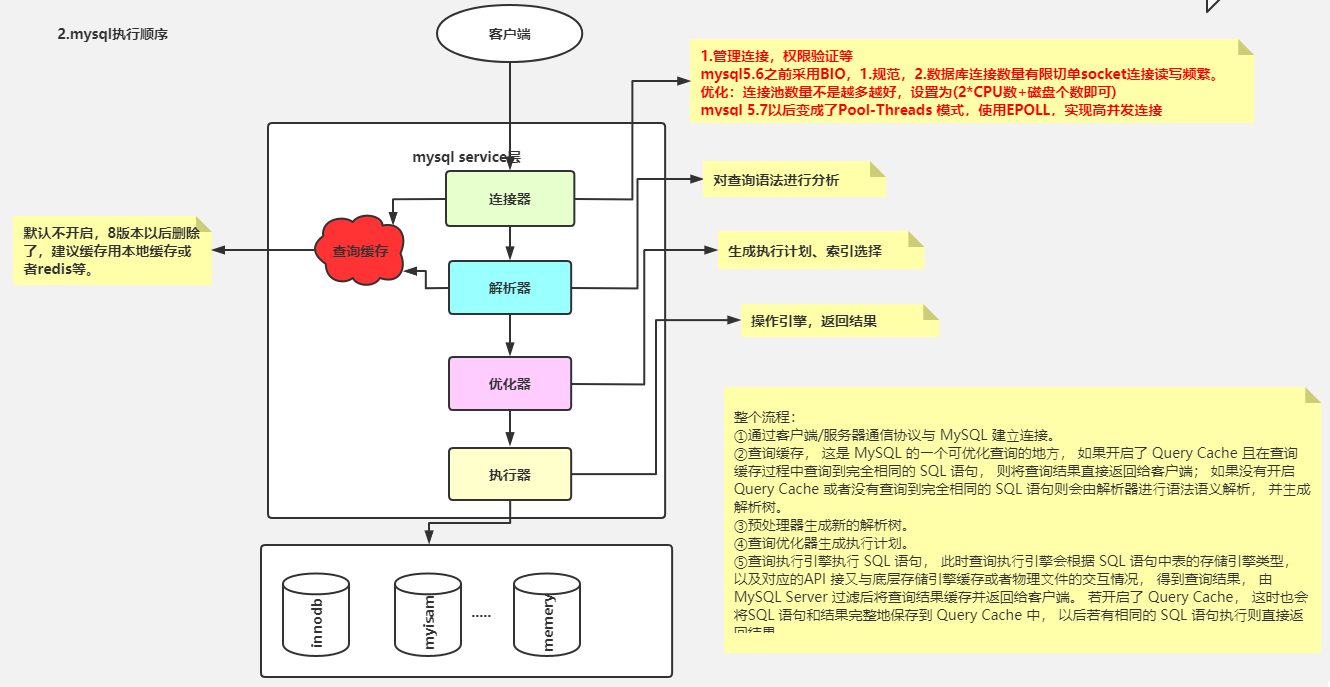 2.mysql执行顺序
客户端
1.管理连接，权限验证等
mysql5.6之前采用BIO，1.规范，2.数据库连接数量有限切单socket连接读写频繁。
优化：连接池数量不是越多越好，设置为(2*CPU数+磁盘个数即可)
mysql 5.7以后变成了Pool-Threads 模式，使用EPOLL，实现高并发连接
mysql service层
连接器
对查询语法进行分析
默认不开启，8版本以后删除
了，建议缓存用本地缓存或
者redis等。
查询缓存
解析器
生成执行计划、索引选择
操作引擎，返回结果
优化器
执行器
整个流程：
①通过客户端/服务器通信协议与 MySQL 建立连接。
②查询缓存， 这是 MySQL 的一个可优化查询的地方， 如果开启了 Query Cache 且在查询
缓存过程中查询到完全相同的 SQL 语句， 则将查询结果直接返回给客户端； 如果没有开启
Query Cache 或者没有查询到完全相同的 SQL 语句则会由解析器进行语法语义解析， 并生成
解析树。
③预处理器生成新的解析树。
④查询优化器生成执行计划。
⑤查询执行引擎执行 SQL 语句， 此时查询执行引擎会根据 SQL 语句中表的存储引擎类型，
以及对应的API 接又与底层存储引擎缓存或者物理文件的交互情况， 得到查询结果， 由
MySQL Server 过滤后将查询结果缓存并返回给客户端。 若开启了 Query Cache， 这时也会
将SQL 语句和结果完整地保存到 Query Cache 中， 以后若有相同的 SQL 语句执行则直接返
回结果
innodb
myisam
.....
memery